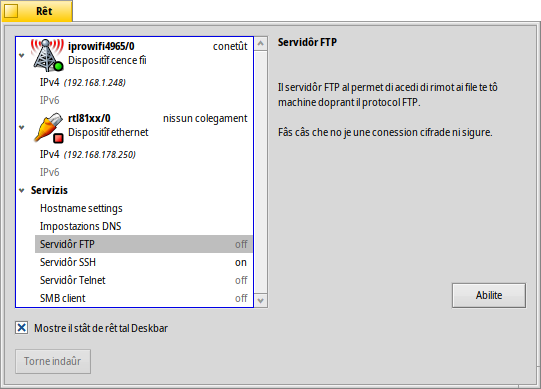 Rêt
iprowifi4965/0 conetût
Dispositîf cence fîi
IPv4 (192.168.1.248)
IPv6
rtl81xx/0 nissun colegament
Dispositîf ethernet
IPv4 (192.168.178.250)
IPv6
Servizis
Hostname settings
Impostazions DNS
Servidôr FTP off
Servidôr SSH on
Servidôr Telnet off
SMB client off
Servidôr FTP
Il servidôr FTP al permet di acedi di rimot ai file te tô
machine doprant il protocol FTP.
Fâs câs che no je une conession cifrade ni sigure.
Abilite
Mostre il stât de rêt tal Deskbar
Torne indaûr